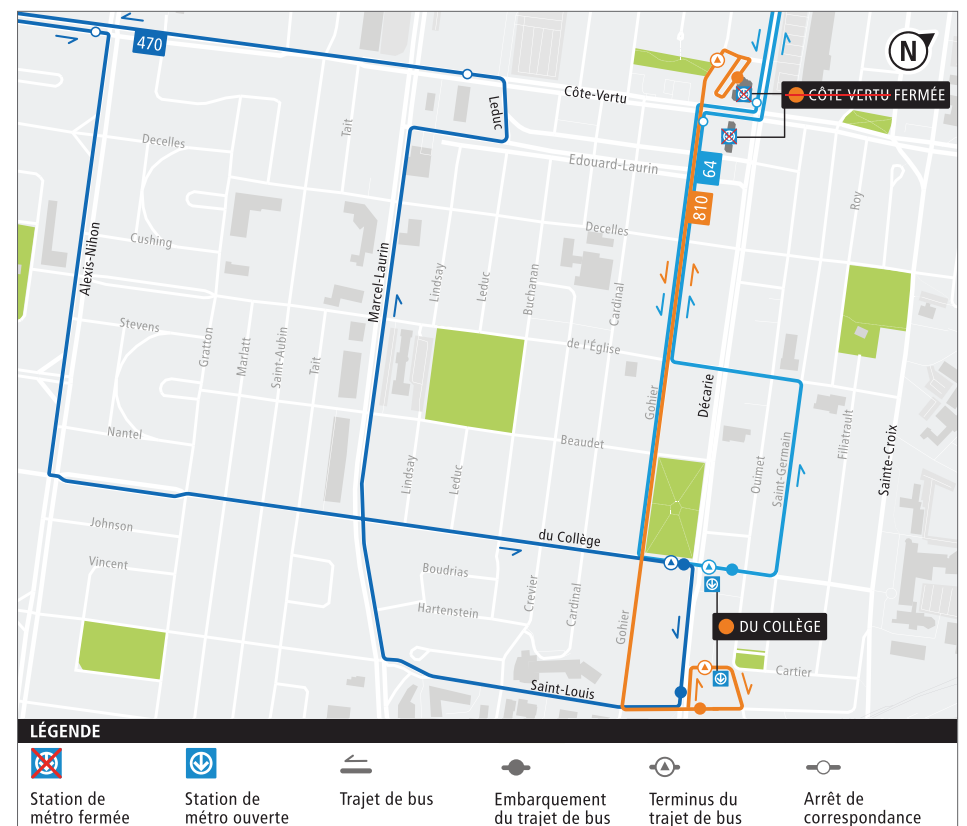 470
N
Côte-Vertu
CÔTE-VERTU FERMÉE
Leduc
Tait
Decelles
Edouard-Laurin
64
810
Roy
Decelles
Alexis-Nihon
Cushing
Marcel-Laurin
Lindsay
Leduc
Buchanan
Cardinal
Stevens
Gratton
Marlatt
Saint-Aubin
Tait
de l'Église
Gohier
Décarie
Nantel
Lindsay
Leduc
Beaudet
Ouimet
Saint-Germain
Filiatrault
Sainte-Croix
Johnson
du Collège
Vincent
Boudrias
Hartenstein
Crevier
Cardinal
Gohier
DU COLLÈGE
Saint-Louis
Cartier
LÉGENDE
Station de
métro fermée
Station de
métro ouverte
Trajet de bus
Embarquement
du trajet de bus
Terminus du
trajet de bus
Arrêt de
correspondance